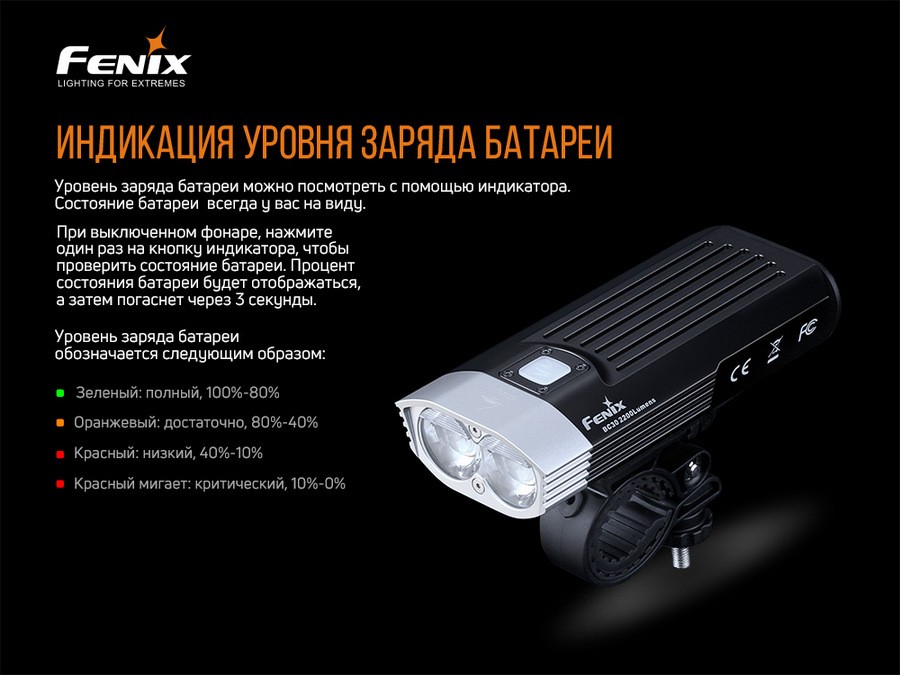 FENIX
LIGHTING FOR EXTREMES
ИНДИКАЦИЯ УРОВНЯ ЗАРЯДА БАТАРЕИ
Уровень заряда батареи можно посмотреть с помощью индикатора.
Состояние батареи всегда у вас на виду.
При выключенном фонаре, нажмите
один раз на кнопку индикатора, чтобы
проверить состояние батареи. Процент
состояния батареи будет отображаться,
а затем погаснет через 3 секунды.
Уровень заряда батареи
обозначается следующим образом:
Зеленый: полный, 100%-80%
Оранжевый: достаточно, 80%-40%
Красный: низкий, 40%-10%
Красный мигает: критический, 10%-0%
FENIX
BC30 2200Lumens
CE
FC